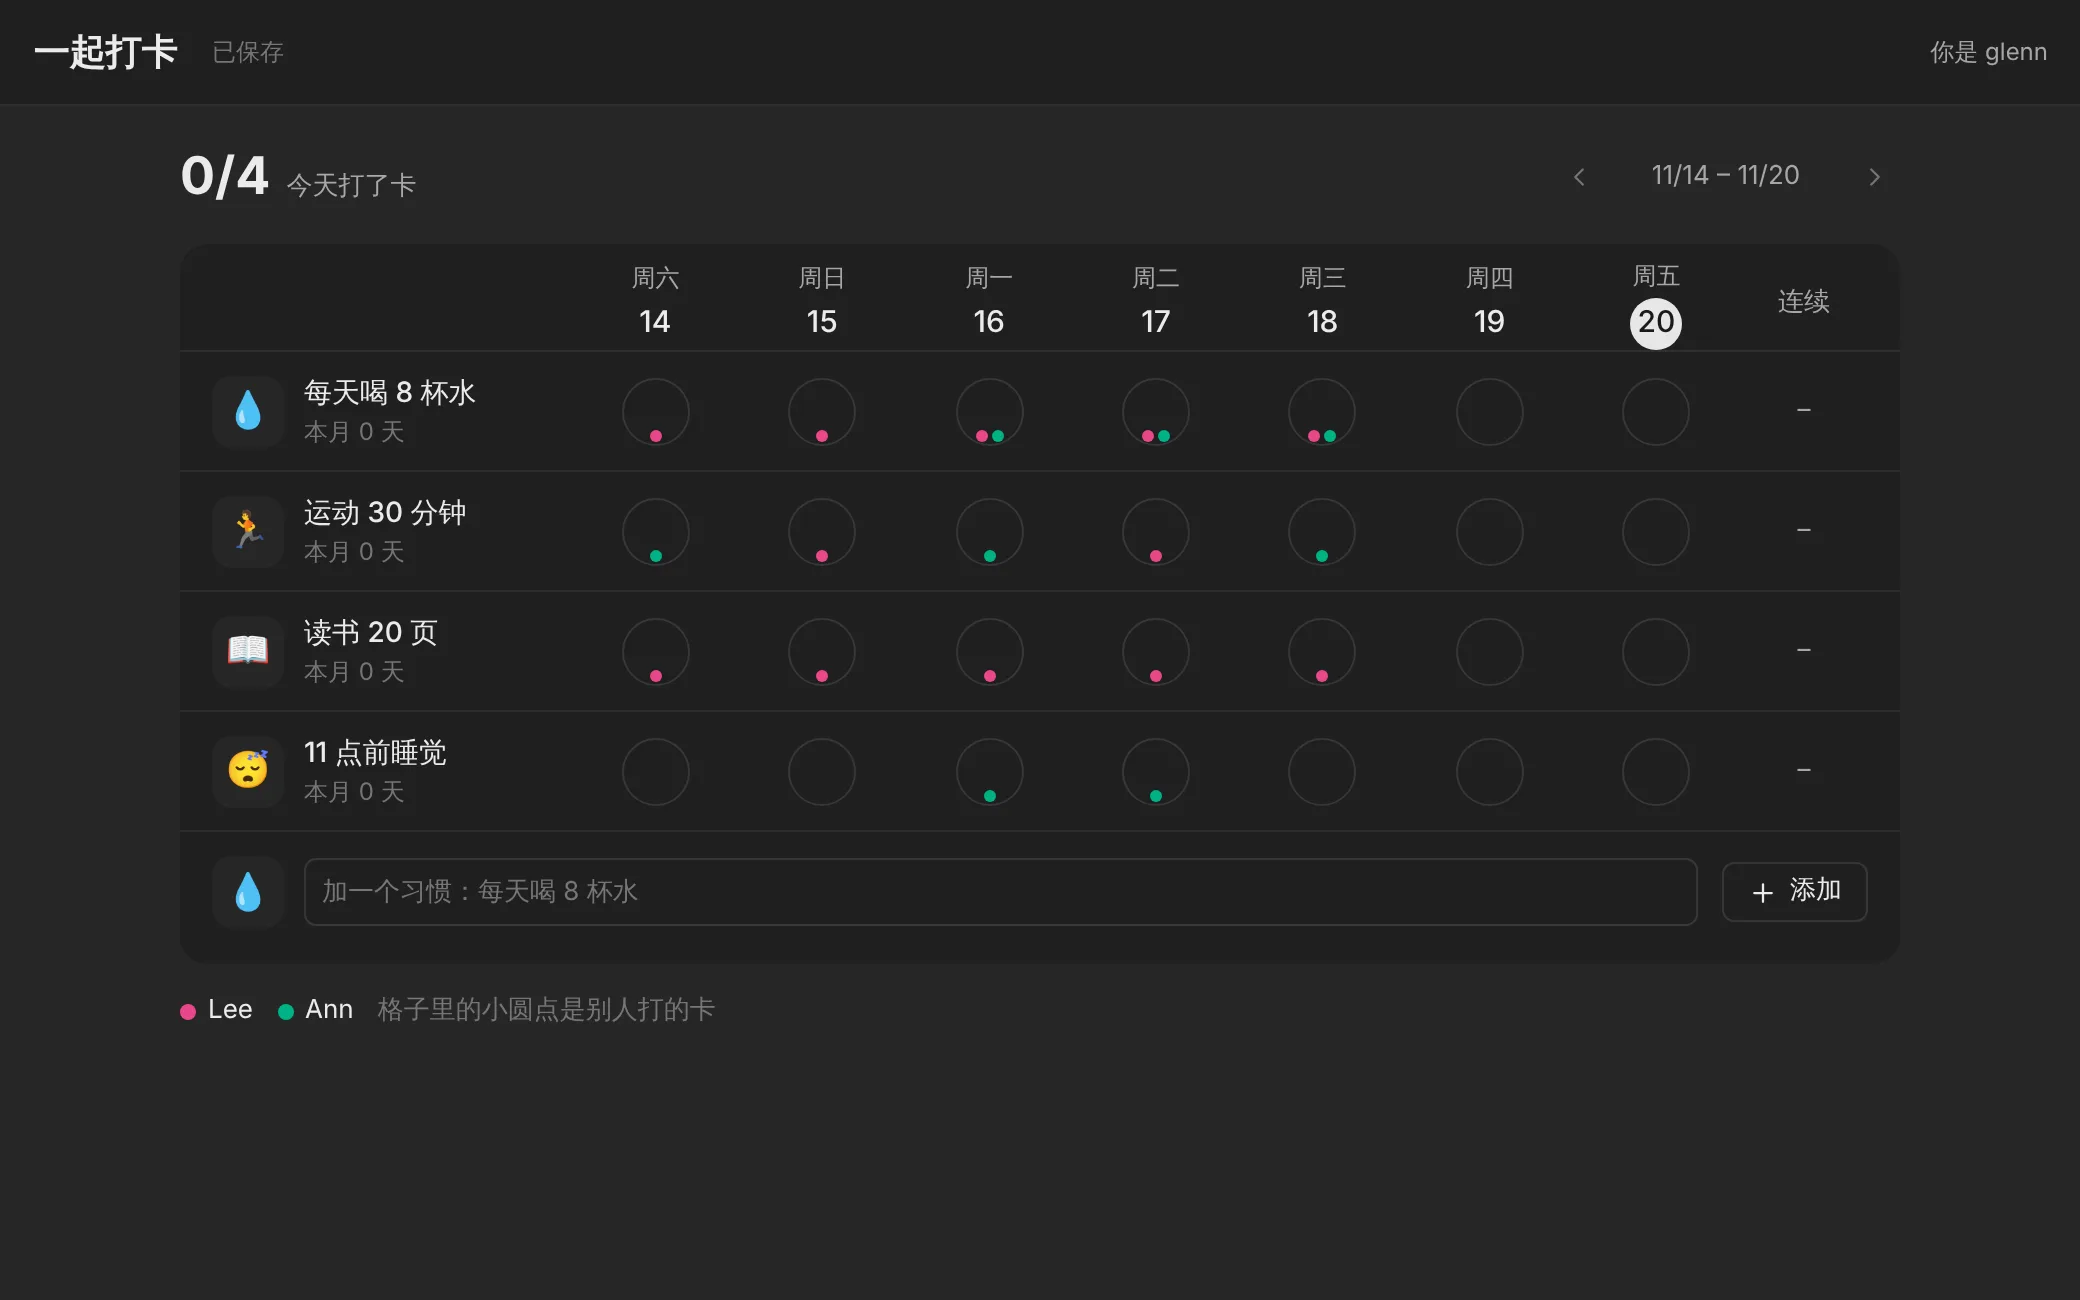 一起打卡 已保存 你是 glenn
0/4 今天打了卡 11/14 – 11/20
周六 周日 周一 周二 周三 周四 周五 连续
14 15 16 17 18 19 20
每天喝 8 杯水
本月 0 天 –
运动 30 分钟
本月 0 天 –
读书 20 页
本月 0 天 –
11 点前睡觉
本月 0 天 –
加一个习惯：每天喝 8 杯水 + 添加
Lee Ann 格子里的小圆点是别人打的卡